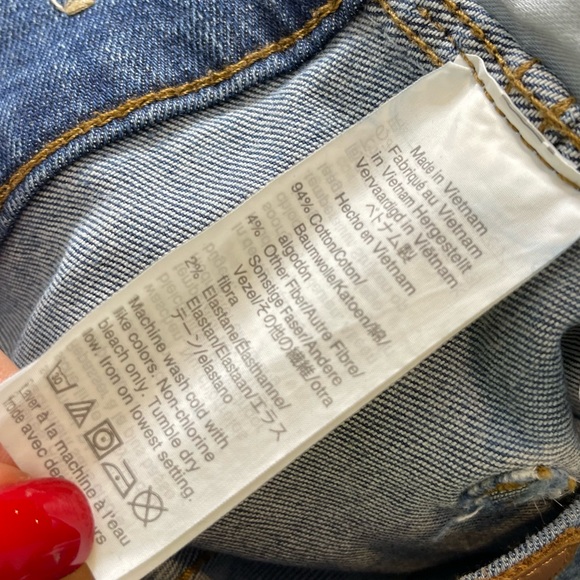 Made in Vietnam
Fabriqué au Vietnam
in Vietnam Hergestellt
Vervaardigd in Viëtnam
ベトナム製
Hecho en Vietnam
94% Cotton/Coton/
Baumwolle/Katoen/綿/
algodón
4% Other Fiber/Autre Fibre/
Sonstige Faser/Andere
Vezel/その他の繊維/otra
fibra
2% Elastane/Élasthanne/
Elastan/Elastaan/エラス
テーン/elastano
Machine wash cold with
like colors. Non-chlorine
bleach only. Tumble dry
low. Iron on lowest setting.
30
Laver à la machine à l'eau
froide avec des